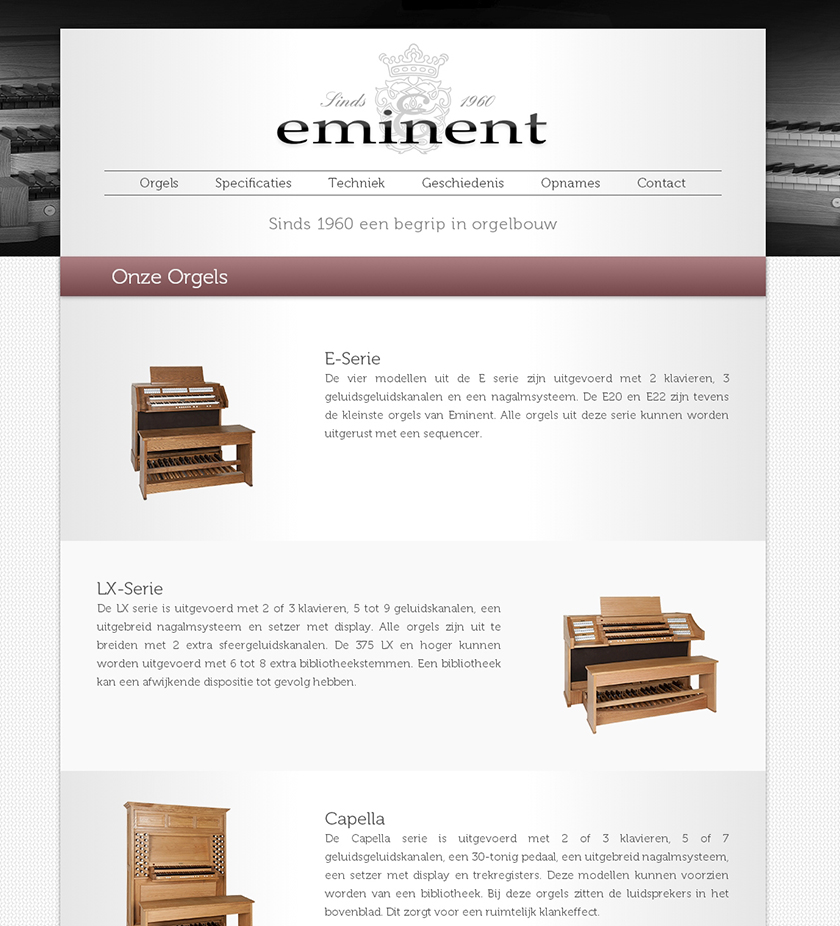 Sinds 1960
eminent
Orgels Specificaties Techniek Geschiedenis Opnames Contact
Sinds 1960 een begrip in orgelbouw
Onze Orgels
E-Serie
De vier modellen uit de E serie zijn uitgevoerd met 2 klavieren, 3
geluidsgeluidskanalen en een nagalmsysteem. De E20 en E22 zijn tevens
de kleinste orgels van Eminent. Alle orgels uit deze serie kunnen worden
uitgerust met een sequencer.
LX-Serie
De LX serie is uitgevoerd met 2 of 3 klavieren, 5 tot 9 geluidskanalen, een
uitgebreid nagalmsysteem en setzer met display. Alle orgels zijn uit te
breiden met 2 extra sfeergeluidskanalen. De 375 LX en hoger kunnen
worden uitgevoerd met 6 tot 8 extra bibliotheekstemmen. Een bibliotheek
kan een afwijkende dispositie tot gevolg hebben.
Capella
De Capella serie is uitgevoerd met 2 of 3 klavieren, 5 of 7
geluidsgeluidskanalen, een 30-tonig pedaal, een uitgebreid nagalmsysteem,
een setzer met display en trekregisters. Deze modellen kunnen voorzien
worden van een bibliotheek. Bij deze orgels zitten de luidsprekers in het
bovenblad. Dit zorgt voor een ruimtelijk klankeffect.